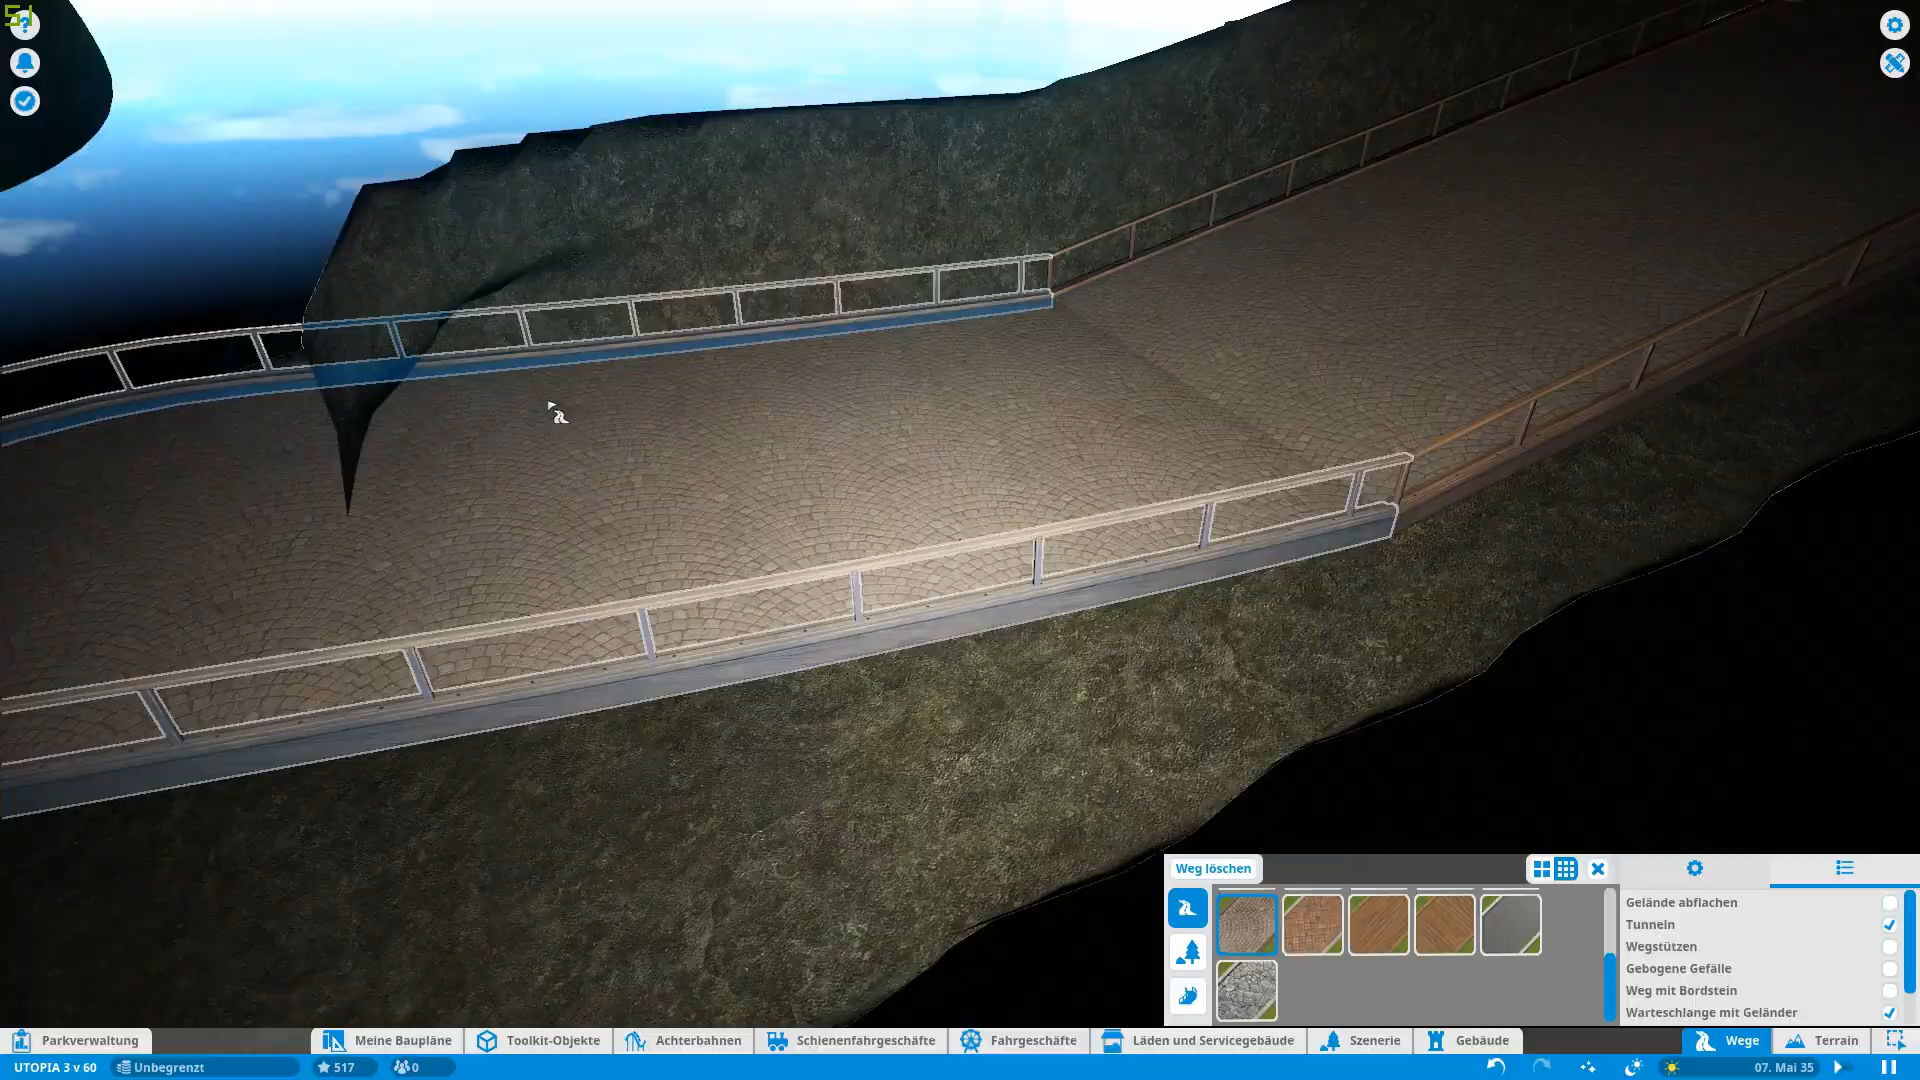 51
?
Weg löschen
Gelände abflachen
Tunneln
Wegstützen
Gebogene Gefälle
Weg mit Bordstein
Warteschlange mit Geländer
Parkverwaltung
Meine Baupläne
Toolkit-Objekte
Achterbahnen
Schienenfahrgeschäfte
Fahrgeschäfte
Läden und Servicegebäude
Szenerie
Gebäude
Wege
Terrain
UTOPIA 3 v 60
Unbegrenzt
517
0
07. Mai 35